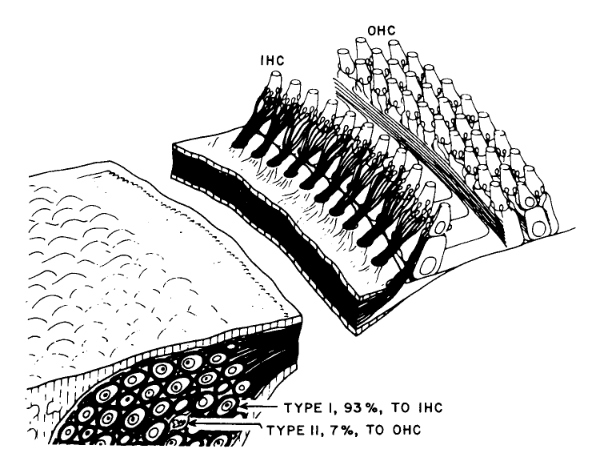 OHC
IHC
TYPE I, 93%, TO IHC
TYPE II, 7%, TO OHC